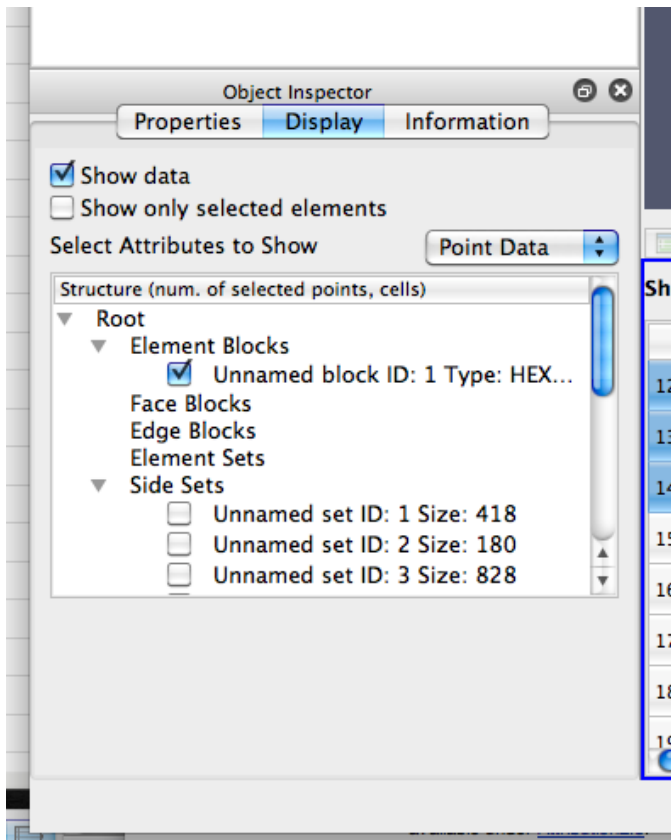 Object Inspector
Properties Display Information
Show data
Show only selected elements
Select Attributes to Show Point Data
Structure (num. of selected points, cells)
Root
Element Blocks
Unnamed block ID: 1 Type: HEX...
Face Blocks
Edge Blocks
Element Sets
Side Sets
Unnamed set ID: 1 Size: 418
Unnamed set ID: 2 Size: 180
Unnamed set ID: 3 Size: 828
Sh
12
13
14
15
16
17
18
19